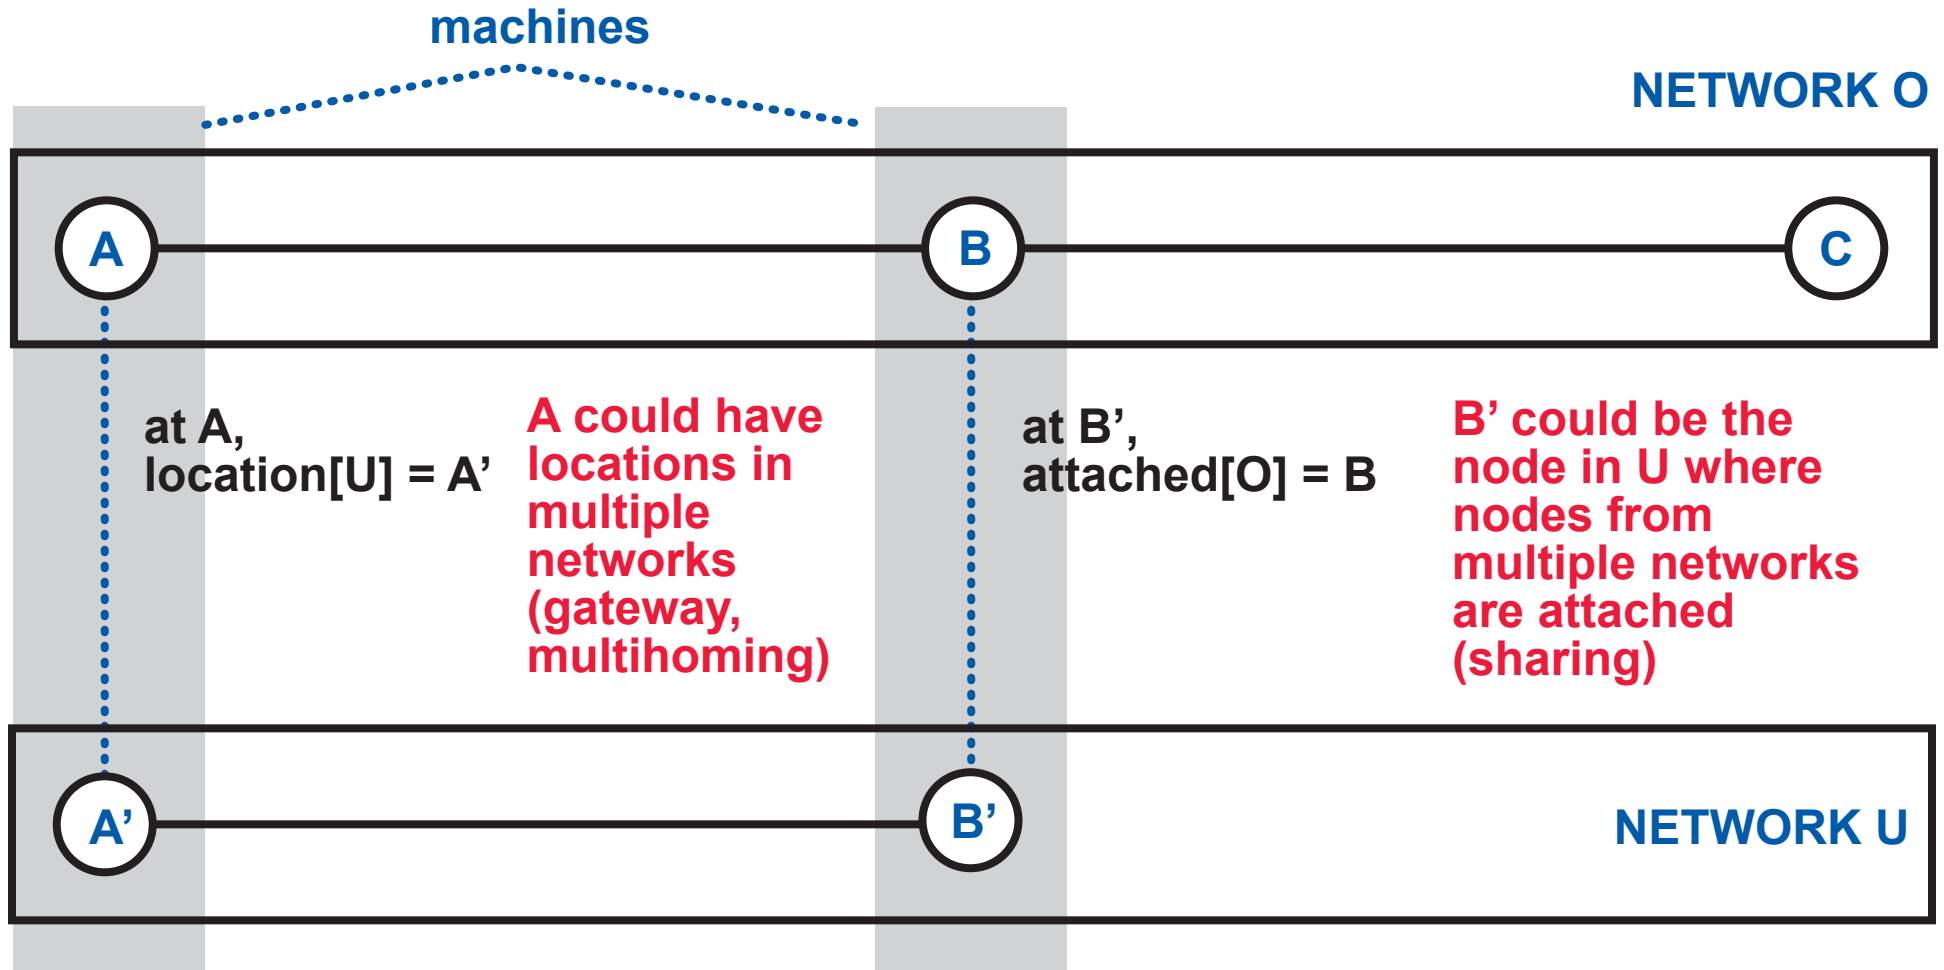 machines
NETWORK O
A
B
C
at A,
location[U] = A’
A could have
locations in
multiple
networks
(gateway,
multihoming)
at B’,
attached[O] = B
B’ could be the
node in U where
nodes from
multiple networks
are attached
(sharing)
A’
B’
NETWORK U